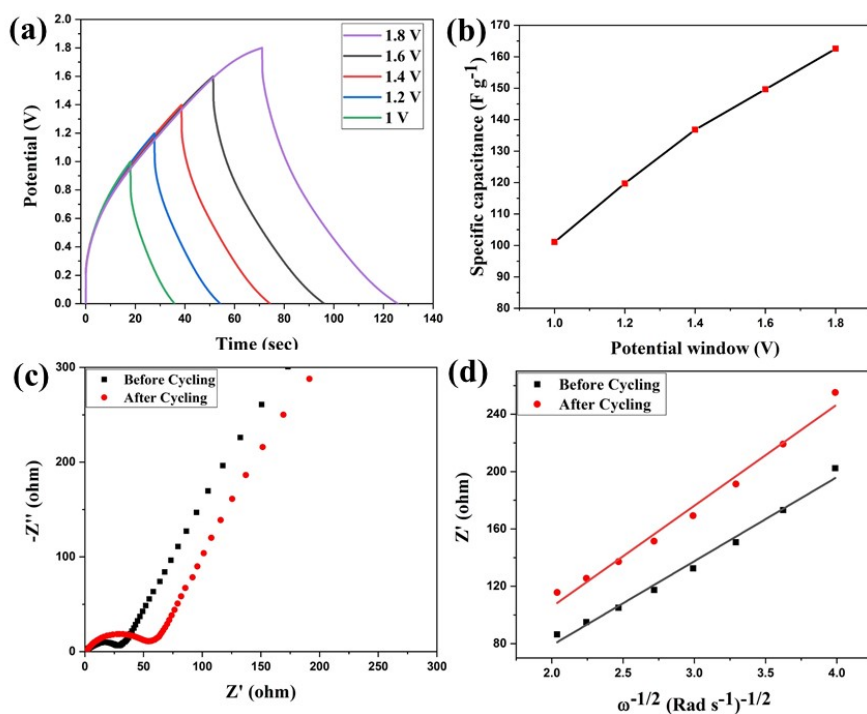 (a)
2.0
1.8
1.6
1.4
1.2
1.0
0.8
0.6
0.4
0.2
0.0
Potential (V)
1.8 V
1.6 V
1.4 V
1.2 V
1 V
0 20 40 60 80 100 120 140
Time (sec)
(b)
170
160
150
140
130
120
110
100
90
80
Specific capacitance (F g⁻¹)
1.0 1.2 1.4 1.6 1.8
Potential window (V)
(c)
Before Cycling
After Cycling
300
200
100
0
-Z'' (ohm)
0 50 100 150 200 250 300
Z' (ohm)
(d)
Before Cycling
After Cycling
240
200
160
120
80
Z' (ohm)
2.0 2.5 3.0 3.5 4.0
ω⁻¹/² (Rad s⁻¹)⁻¹/²